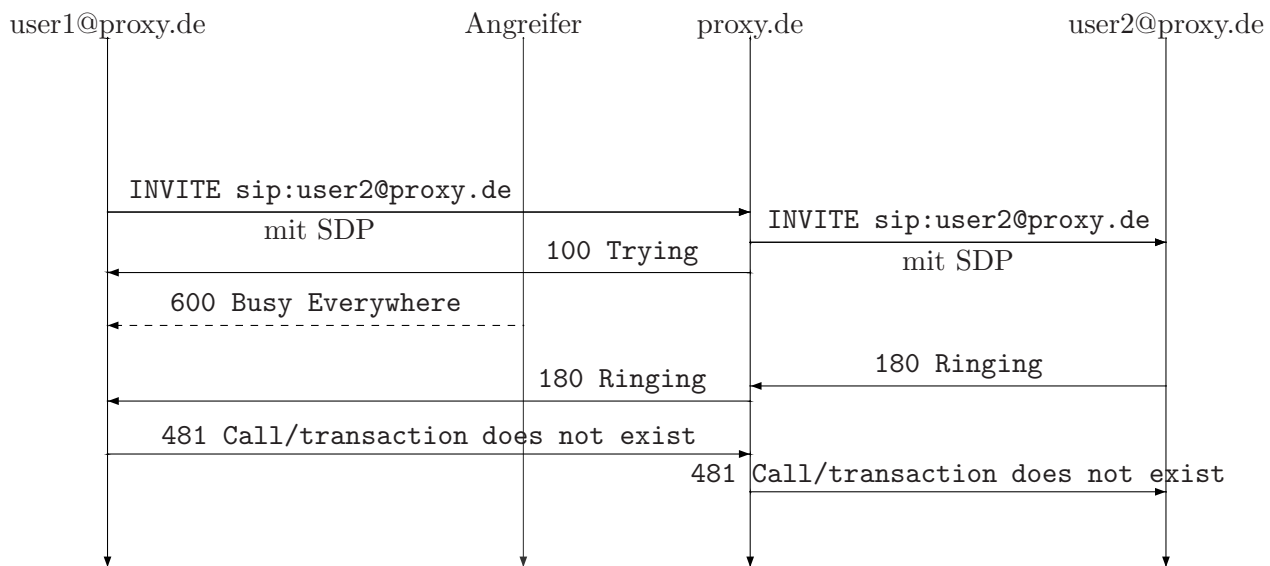 user1@proxy.de
Angreifer
proxy.de
user2@proxy.de
INVITE sip:user2@proxy.de
mit SDP
INVITE sip:user2@proxy.de
mit SDP
100 Trying
600 Busy Everywhere
180 Ringing
180 Ringing
481 Call/transaction does not exist
481 Call/transaction does not exist